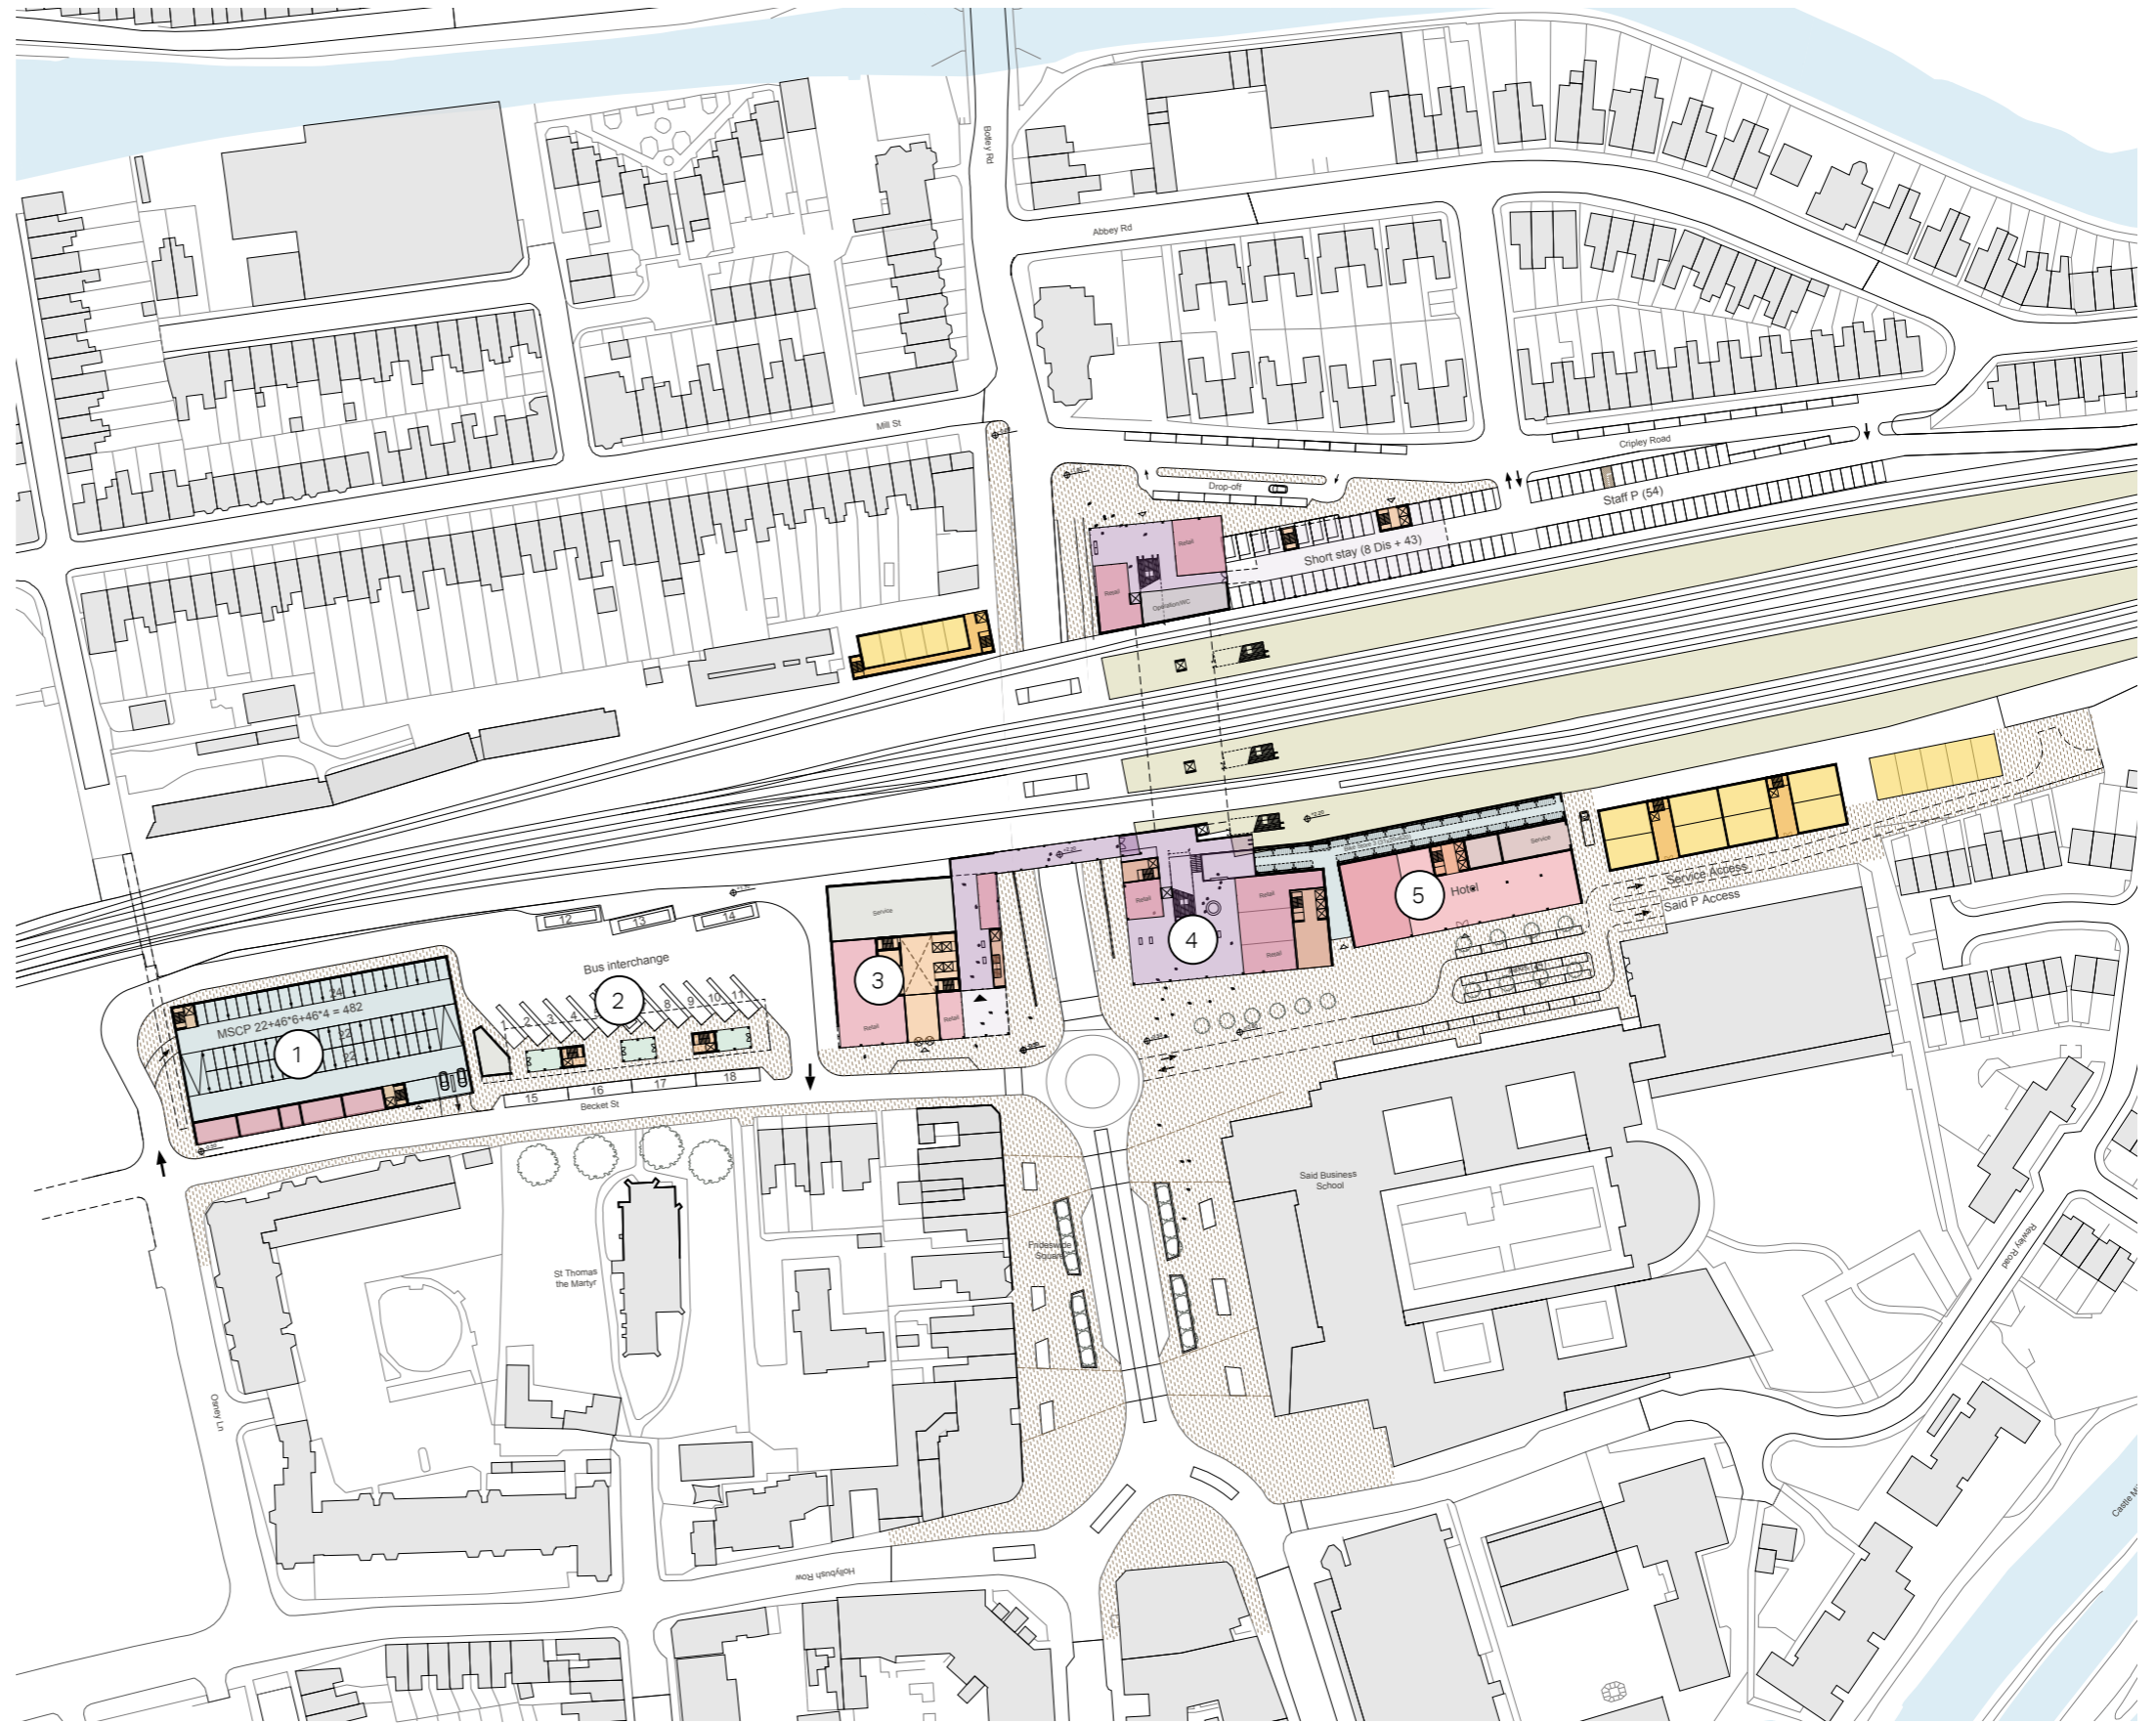 Botley Rd
Abbey Rd
Mill St
Cripley Road
Drop-off
Staff P (54)
Short stay (8 Dis + 43)
Retail
Retail
Operation/WC
12
13
14
Bus interchange
2
1
2
3
4
8
9
10
11
24
MSCP 22+46*6+46*4 = 482
22
22
1
15
16
17
18
Becket St
Service
3
Retail
Retail
Retail
Retail
Retail
4
5
Hotel
Service
Service Access
Said P Access
Said Business
School
St Thomas
the Martyr
Frideswide
Square
Osney Ln
Hollybush Row
Rewley Road